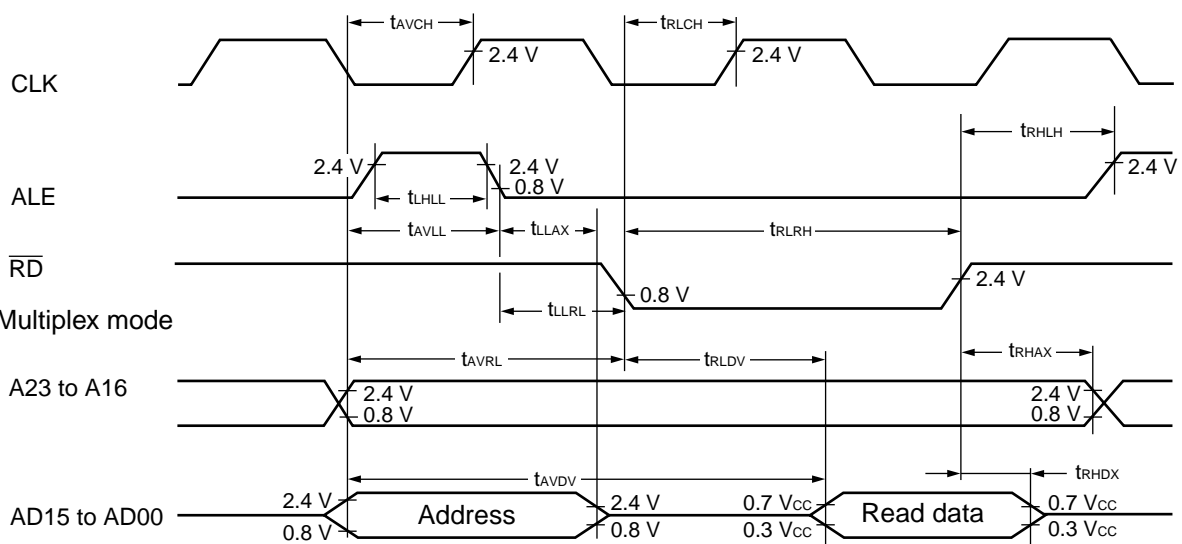 tAVCH
tRLCH
2.4 V
2.4 V
CLK
tRHLH
2.4 V
2.4 V
0.8 V
2.4 V
ALE
tLHLL
tAVLL
tLLAX
tRLRH
RD
0.8 V
2.4 V
tLLRL
Multiplex mode
tAVRL
tRLDV
tRHAX
A23 to A16
2.4 V
0.8 V
2.4 V
0.8 V
tAVDV
tRHDX
AD15 to AD00
2.4 V
0.8 V
Address
2.4 V
0.8 V
0.7 VCC
0.3 VCC
Read data
0.7 VCC
0.3 VCC